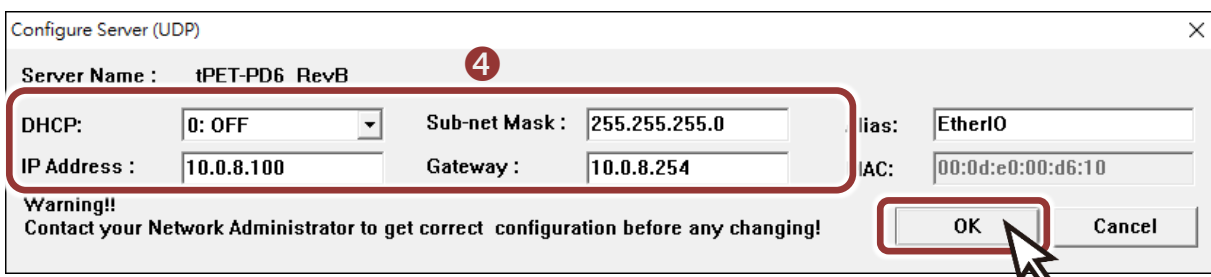 Configure Server (UDP)
Server Name : tPET-PD6 RevB
4
DHCP: 0: OFF Sub-net Mask : 255.255.255.0 lias: EtherIO
IP Address : 10.0.8.100 Gateway : 10.0.8.254 AC: 00:0d:e0:00:d6:10
Warning!!
Contact your Network Administrator to get correct configuration before any changing!
OK Cancel